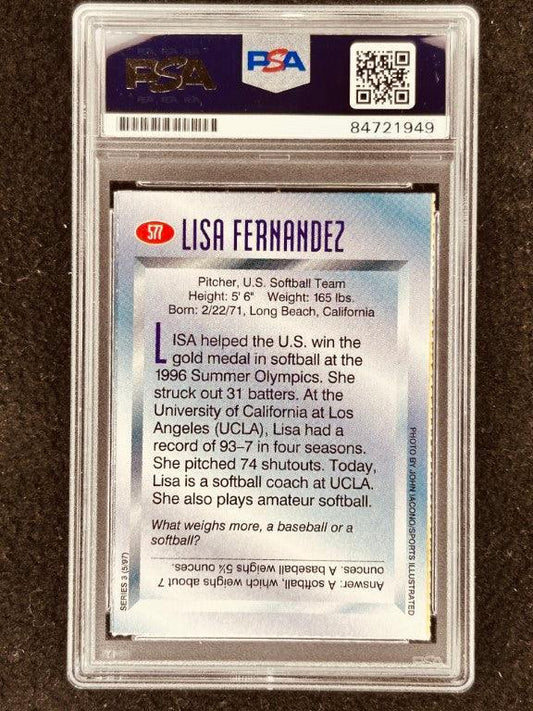 PSA
PSA
84721949
577 LISA FERNANDEZ
Pitcher, U.S. Softball Team
Height: 5' 6" Weight: 165 lbs.
Born: 2/22/71, Long Beach, California
LISA helped the U.S. win the
gold medal in softball at the
1996 Summer Olympics. She
struck out 31 batters. At the
University of California at Los
Angeles (UCLA), Lisa had a
record of 93–7 in four seasons.
She pitched 74 shutouts. Today,
Lisa is a softball coach at UCLA.
She also plays amateur softball.
What weighs more, a baseball or a
softball?
Answer: A softball, which weighs about 7
ounces. A baseball weighs 5¼ ounces.
SERIES 3 (5/97)
PHOTO BY JOHN IACONO/SPORTS ILLUSTRATED
PSA